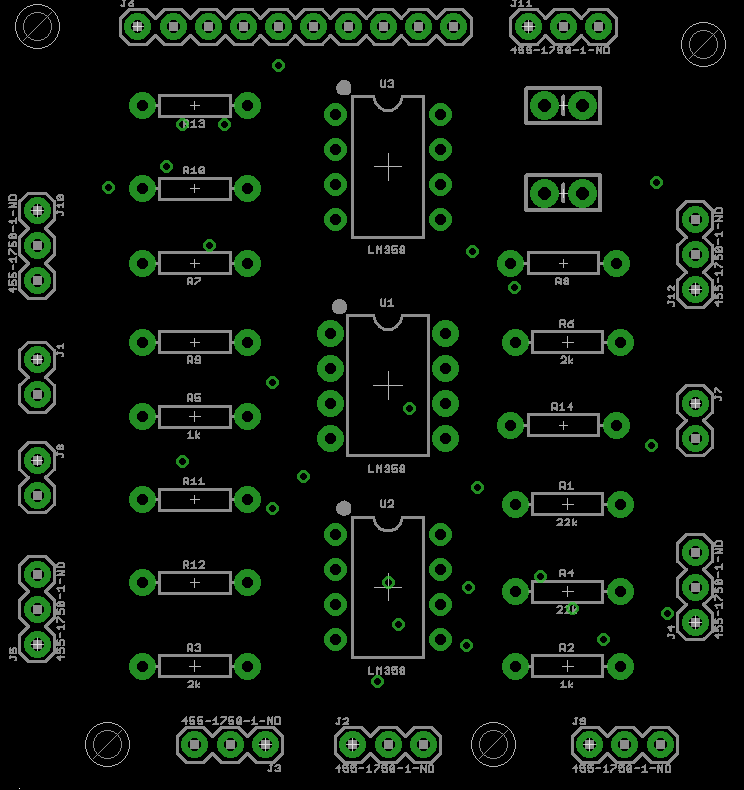 J6
J11
455-1750-1-ND
U3
R13
R10
J10
455-1750-1-ND
455-1750-1-ND
J12
LM358
R7
R8
U1
R6
2k
J1
R9
R5
1k
J7
R14
LM358
J8
R11
R1
22k
U2
R12
R4
22k
455-1750-1-ND
J5
455-1750-1-ND
J4
R3
2k
LM358
R2
1k
455-1750-1-ND
J3
J2
455-1750-1-ND
J9
455-1750-1-ND